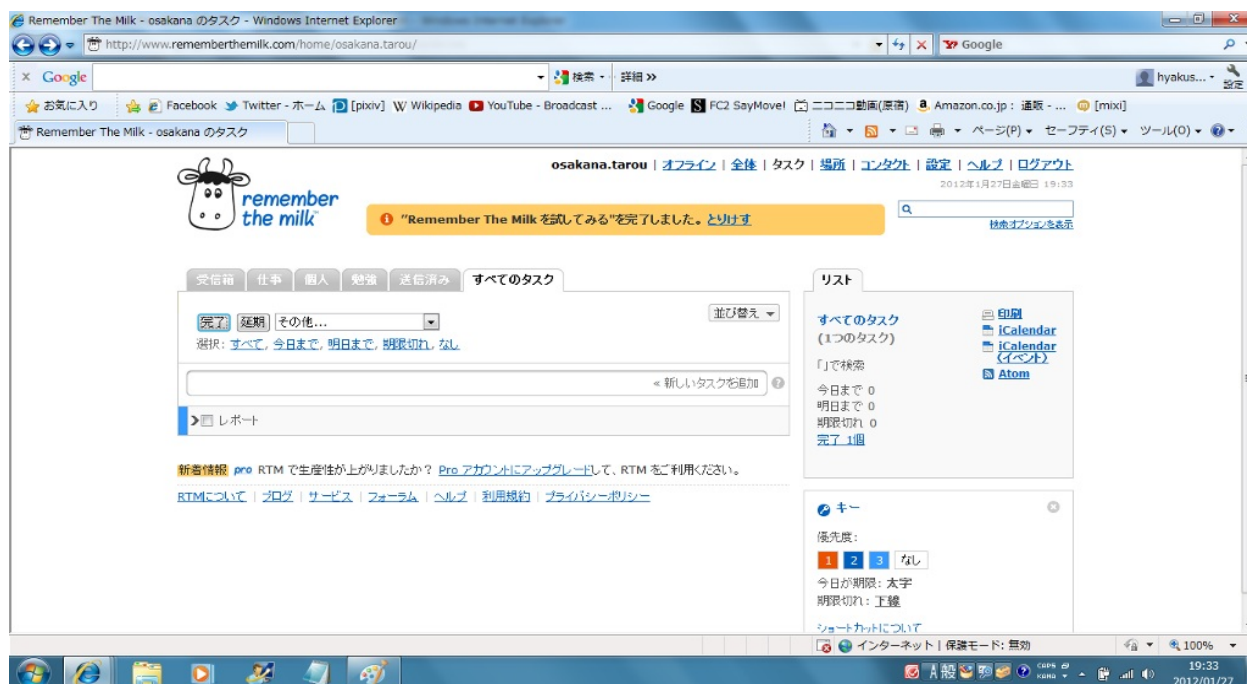 Remember The Milk - osakana のタスク - Windows Internet Explorer
http://www.rememberthemilk.com/home/osakana.tarou/
Google
× Google 検索 詳細 >> hyakus... 設定
お気に入り Facebook Twitter - ホーム [pixiv] Wikipedia YouTube - Broadcast ... Google FC2 SayMove! ニコニコ動画(原宿) Amazon.co.jp: 通販 - ... [mixi]
Remember The Milk - osakana のタスク ページ(P) セーフティ(S) ツール(O)
osakana.tarou | オフライン | 全体 | タスク | 場所 | コンタクト | 設定 | ヘルプ | ログアウト
2012年1月27日金曜日 19:33
remember
the milk
"Remember The Milk を試してみる"を完了しました。とりけす
検索オプションを表示
受信箱 仕事 個人 勉強 送信済み すべてのタスク
完了 延期 その他... 並び替え
選択: すべて, 今日まで, 明日まで, 期限切れ, なし
« 新しいタスクを追加
レポート
新着情報 pro RTM で生産性が上がりましたか? Pro アカウントにアップグレードして、RTM をご利用ください。
RTMについて | ブログ | サービス | フォーラム | ヘルプ | 利用規約 | プライバシーポリシー
リスト
すべてのタスク
(1つのタスク)
「」で検索
今日まで 0
明日まで 0
期限切れ 0
完了 1個
印刷
iCalendar
iCalendar
(イベント)
Atom
キー
優先度:
1 2 3 なし
今日が期限: 太字
期限切れ: 下線
ショートカットについて
インターネット | 保護モード: 無効 100%
A 般 CAPS KANA 19:33
2012/01/27